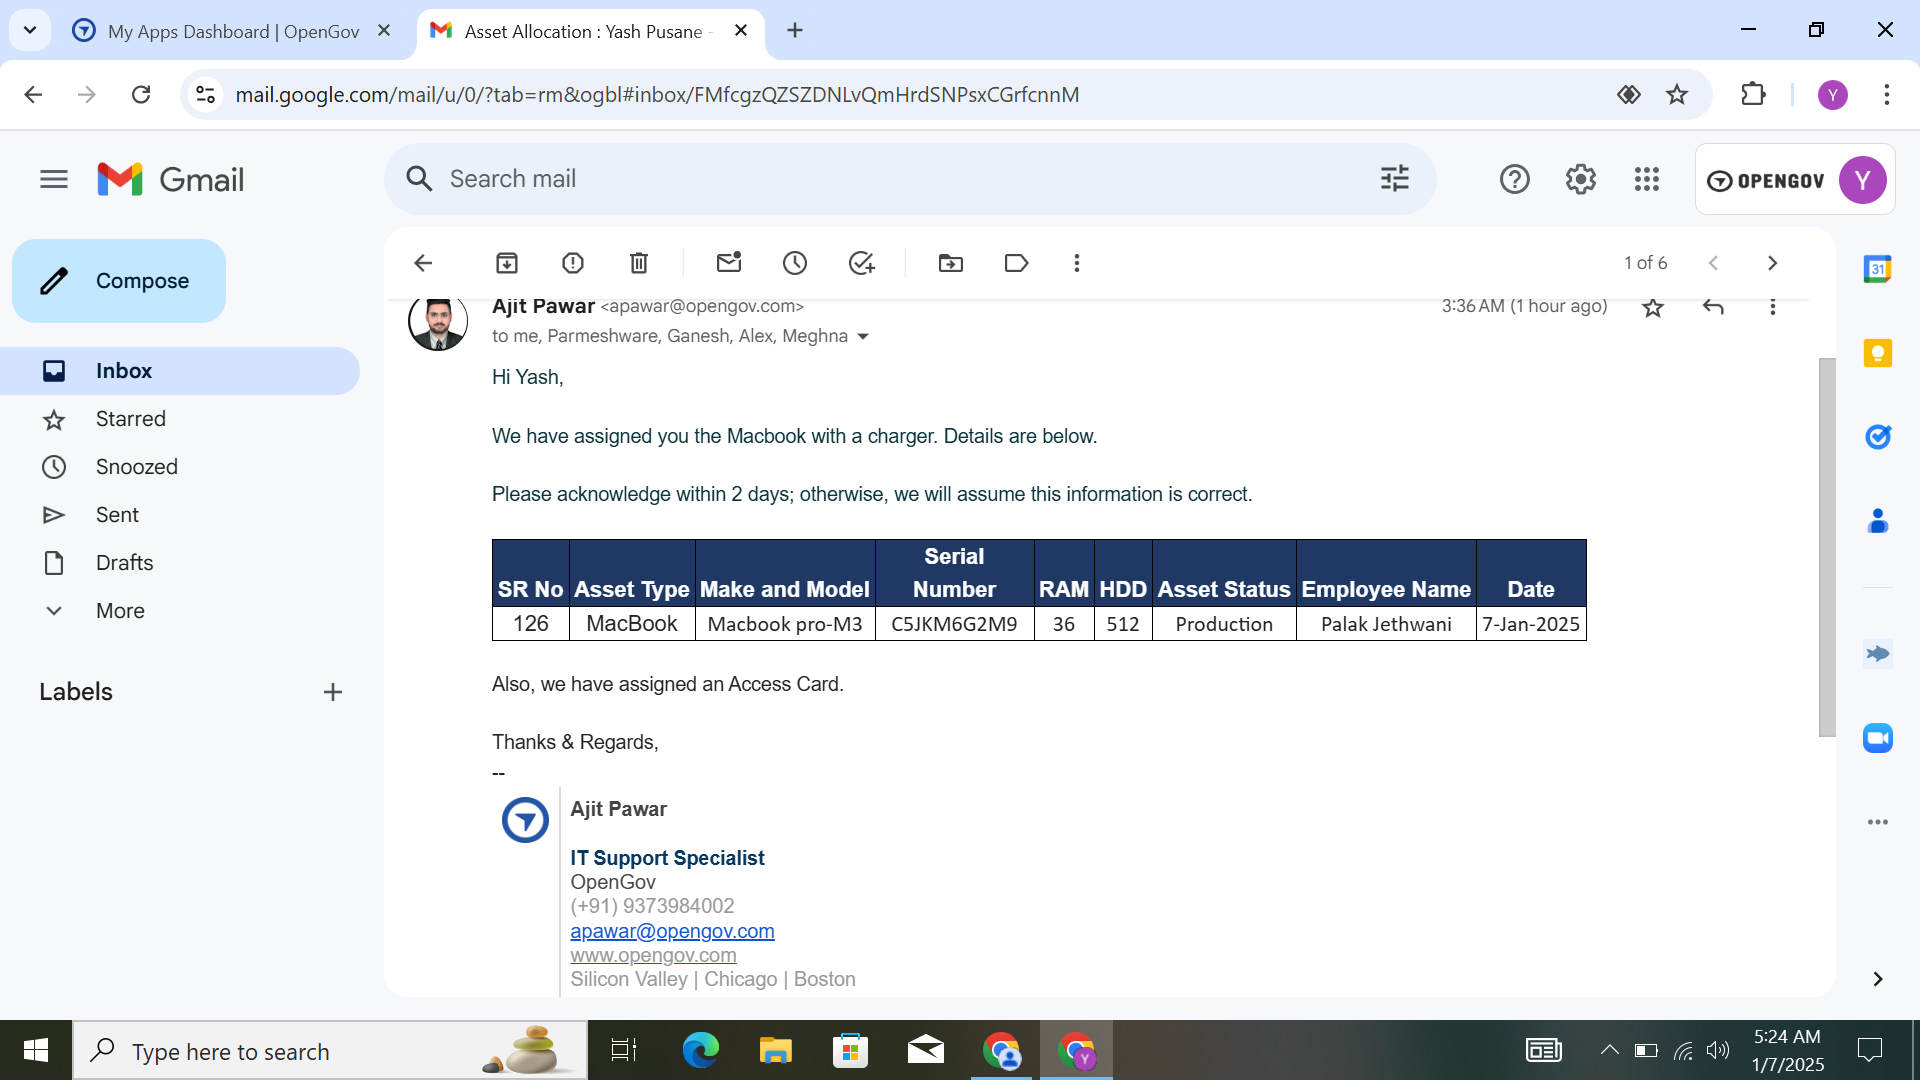 My Apps Dashboard | OpenGov
Asset Allocation : Yash Pusane -
mail.google.com/mail/u/0/?tab=rm&ogbl#inbox/FMfcgzQZSZDNLvQmHrdSNPsxCGrfcnnM
Y
Gmail
Search mail
OPENGOV
Y
Compose
1 of 6
31
Inbox
Starred
Snoozed
Sent
Drafts
More
Labels
Ajit Pawar <apawar@opengov.com>
3:36 AM (1 hour ago)
to me, Parmeshware, Ganesh, Alex, Meghna
Hi Yash,
We have assigned you the Macbook with a charger. Details are below.
Please acknowledge within 2 days; otherwise, we will assume this information is correct.
SR No Asset Type Make and Model Serial Number RAM HDD Asset Status Employee Name Date
126 MacBook Macbook pro-M3 C5JKM6G2M9 36 512 Production Palak Jethwani 7-Jan-2025
Also, we have assigned an Access Card.
Thanks & Regards,
--
Ajit Pawar
IT Support Specialist
OpenGov
(+91) 9373984002
apawar@opengov.com
www.opengov.com
Silicon Valley | Chicago | Boston
Type here to search
Y
5:24 AM
1/7/2025